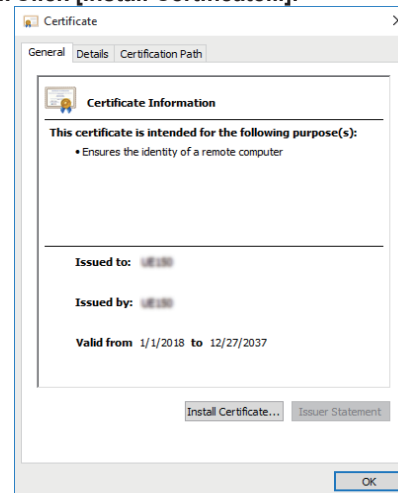 Click [Install Certificate...].
Certificate
General Details Certification Path
Certificate Information
This certificate is intended for the following purpose(s):
• Ensures the identity of a remote computer
Issued to:
Issued by:
Valid from 1/1/2018 to 12/27/2037
Install Certificate... Issuer Statement
OK